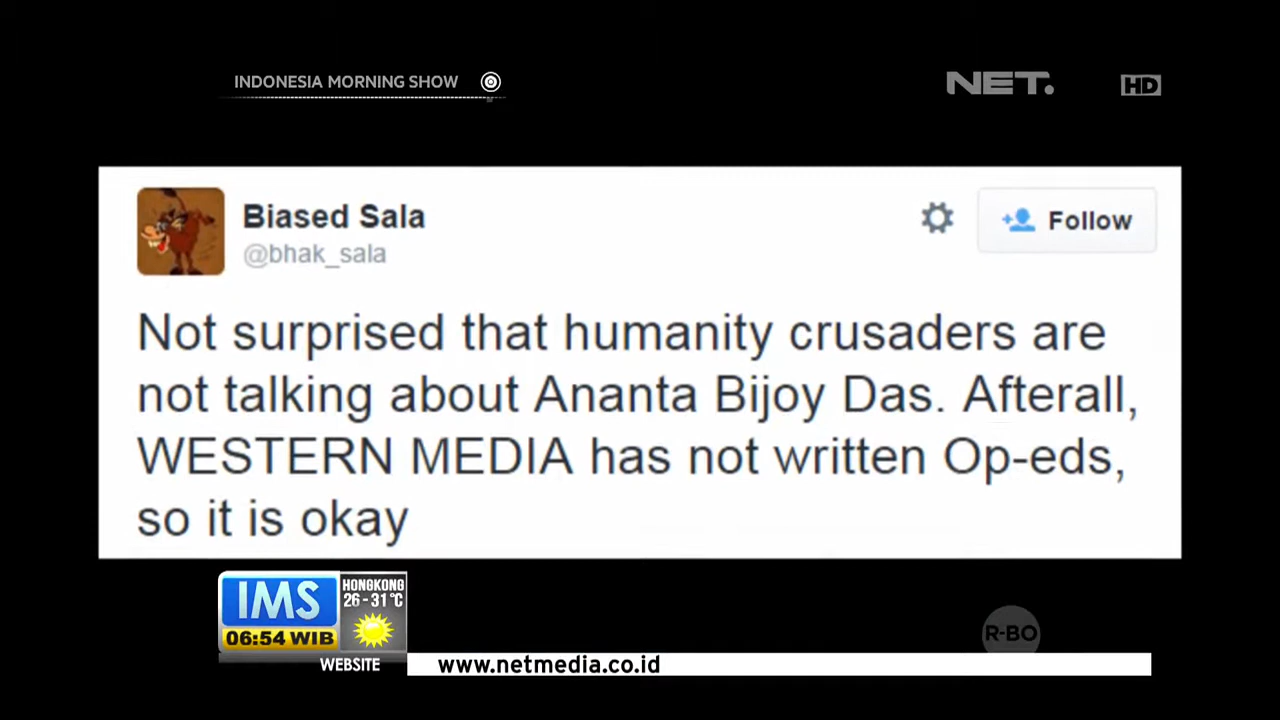 INDONESIA MORNING SHOW
NET.
HD
Biased Sala
@bhak_sala
Follow
Not surprised that humanity crusaders are
not talking about Ananta Bijoy Das. Afterall,
WESTERN MEDIA has not written Op-eds,
so it is okay
IMS
HONGKONG
26 - 31°C
06:54 WIB
R-BO
WEBSITE
www.netmedia.co.id